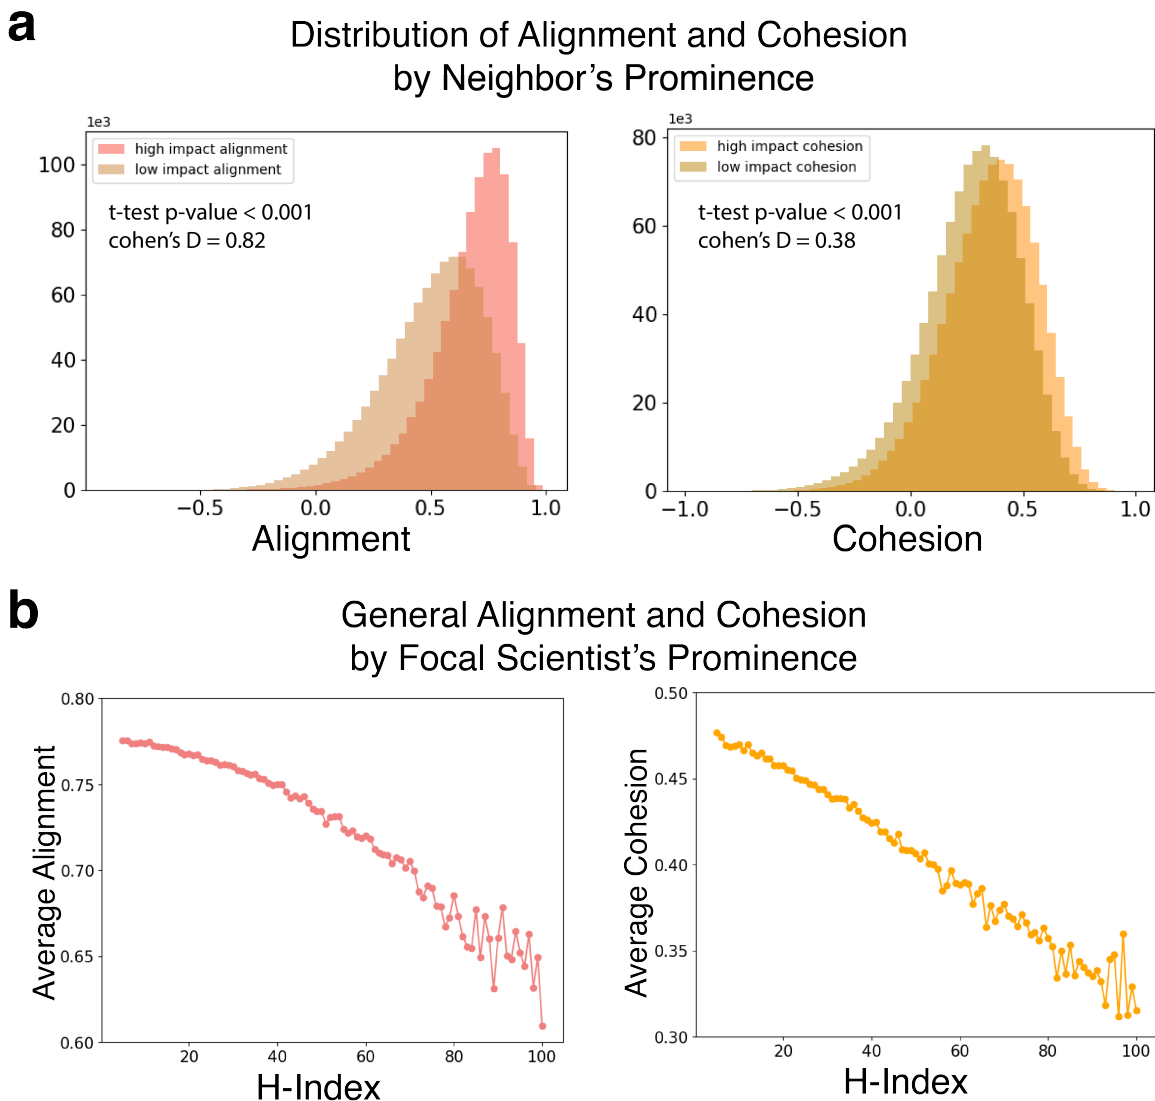 a
Distribution of Alignment and Cohesion
by Neighbor's Prominence
1e3
high impact alignment
low impact alignment
t-test p-value < 0.001
cohen's D = 0.82
100
80
60
40
20
0
−0.5 0.0 0.5 1.0
Alignment
1e3
high impact cohesion
low impact cohesion
t-test p-value < 0.001
cohen's D = 0.38
80
60
40
20
0
−1.0 −0.5 0.0 0.5 1.0
Cohesion
b
General Alignment and Cohesion
by Focal Scientist's Prominence
Average Alignment
0.80
0.75
0.70
0.65
0.60
20 40 60 80 100
H-Index
Average Cohesion
0.50
0.45
0.40
0.35
0.30
20 40 60 80 100
H-Index